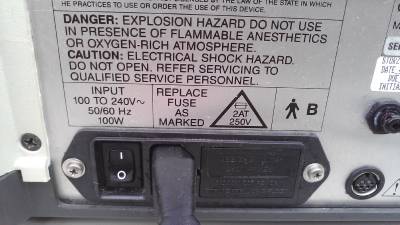 HE PRACTICES TO USE OR ORDER THE USE OF THIS DEVICE.
DANGER: EXPLOSION HAZARD DO NOT USE
IN PRESENCE OF FLAMMABLE ANESTHETICS
OR OXYGEN-RICH ATMOSPHERE.
CAUTION: ELECTRICAL SHOCK HAZARD.
DO NOT OPEN. REFER SERVICING TO
QUALIFIED SERVICE PERSONNEL.
INPUT
100 TO 240V~
50/60 Hz
100W
REPLACE
FUSE
AS
MARKED
2AT
250V
B
I
O